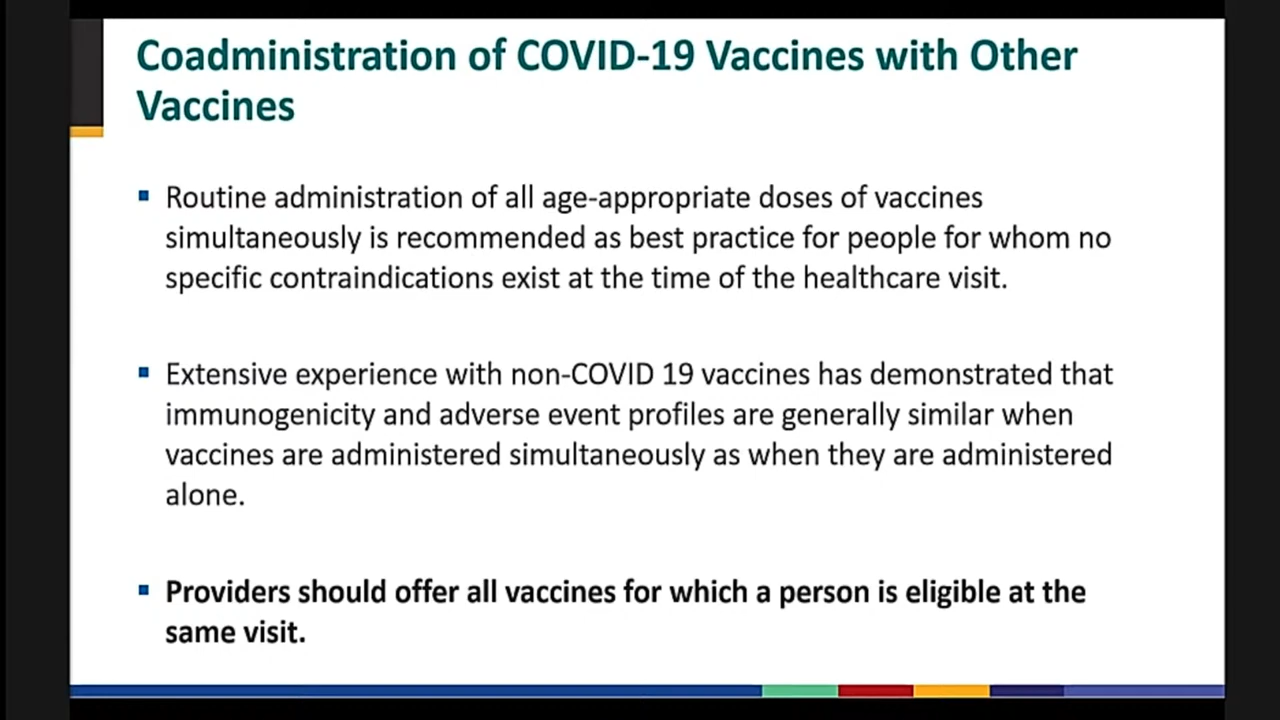 Coadministration of COVID-19 Vaccines with Other
Vaccines
Routine administration of all age-appropriate doses of vaccines
simultaneously is recommended as best practice for people for whom no
specific contraindications exist at the time of the healthcare visit.
Extensive experience with non-COVID 19 vaccines has demonstrated that
immunogenicity and adverse event profiles are generally similar when
vaccines are administered simultaneously as when they are administered
alone.
Providers should offer all vaccines for which a person is eligible at the
same visit.